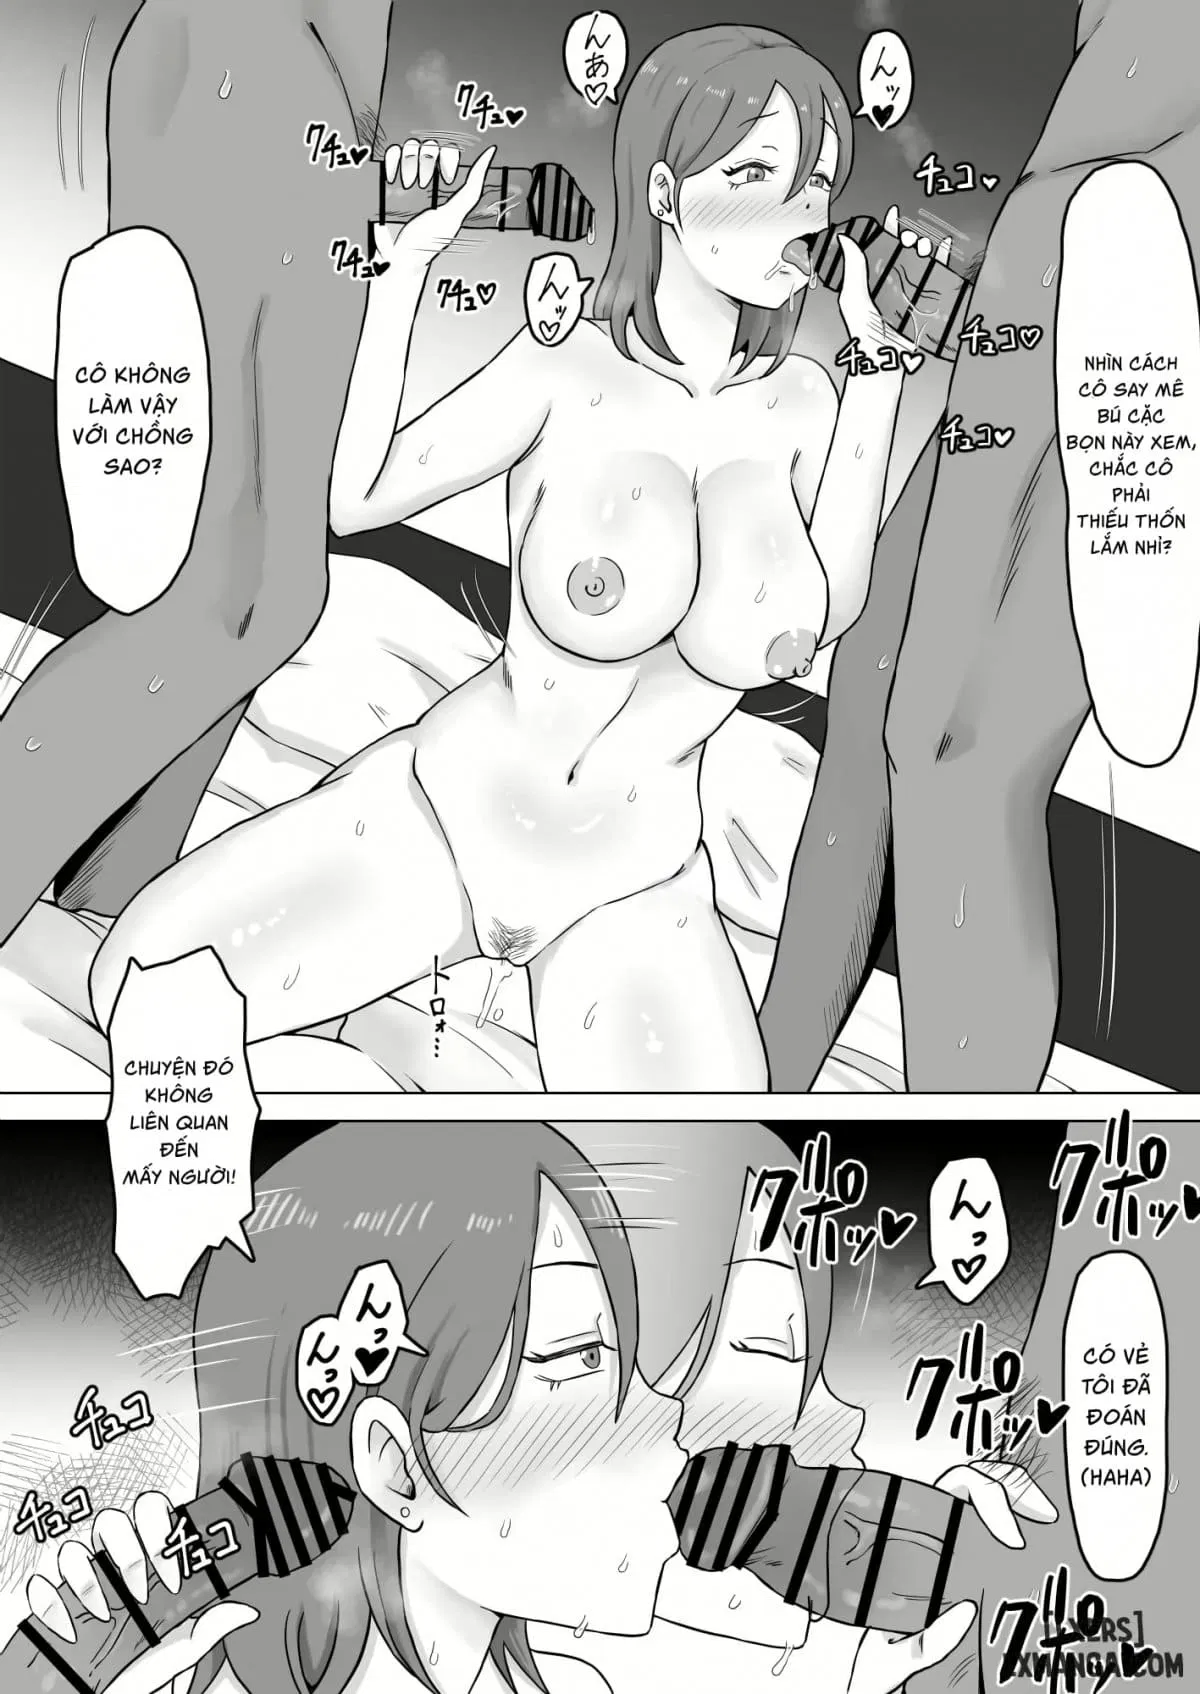 んッ♥
んあ♡
クチュ♥
クチュ♥
クチュ♥
クチュ♥
んッ♡
チュコ♥
チュコ♡
チュコ♥
チュコ♡
NHÌN CÁCH
CÔ SAY MÊ
BÚ CẶC
BỌN NÀY XEM,
CHẮC CÔ
PHẢI
THIẾU THỐN
LẮM NHỈ?
CÔ KHÔNG
LÀM VẬY
VỚI CHỒNG
SAO?
トロォ…
CHUYỆN ĐÓ
KHÔNG
LIÊN QUAN
ĐẾN
MẤY NGƯỜI!
グポッ♥
んっ♡
グポッ♥
グポッ♥
グポッ
CÓ VẺ
TÔI ĐÃ
ĐOÁN
ĐÚNG.
(HAHA)
んっ♥
んっ♡
チュコ
チュコ
チュコ
EXMANGA.COM